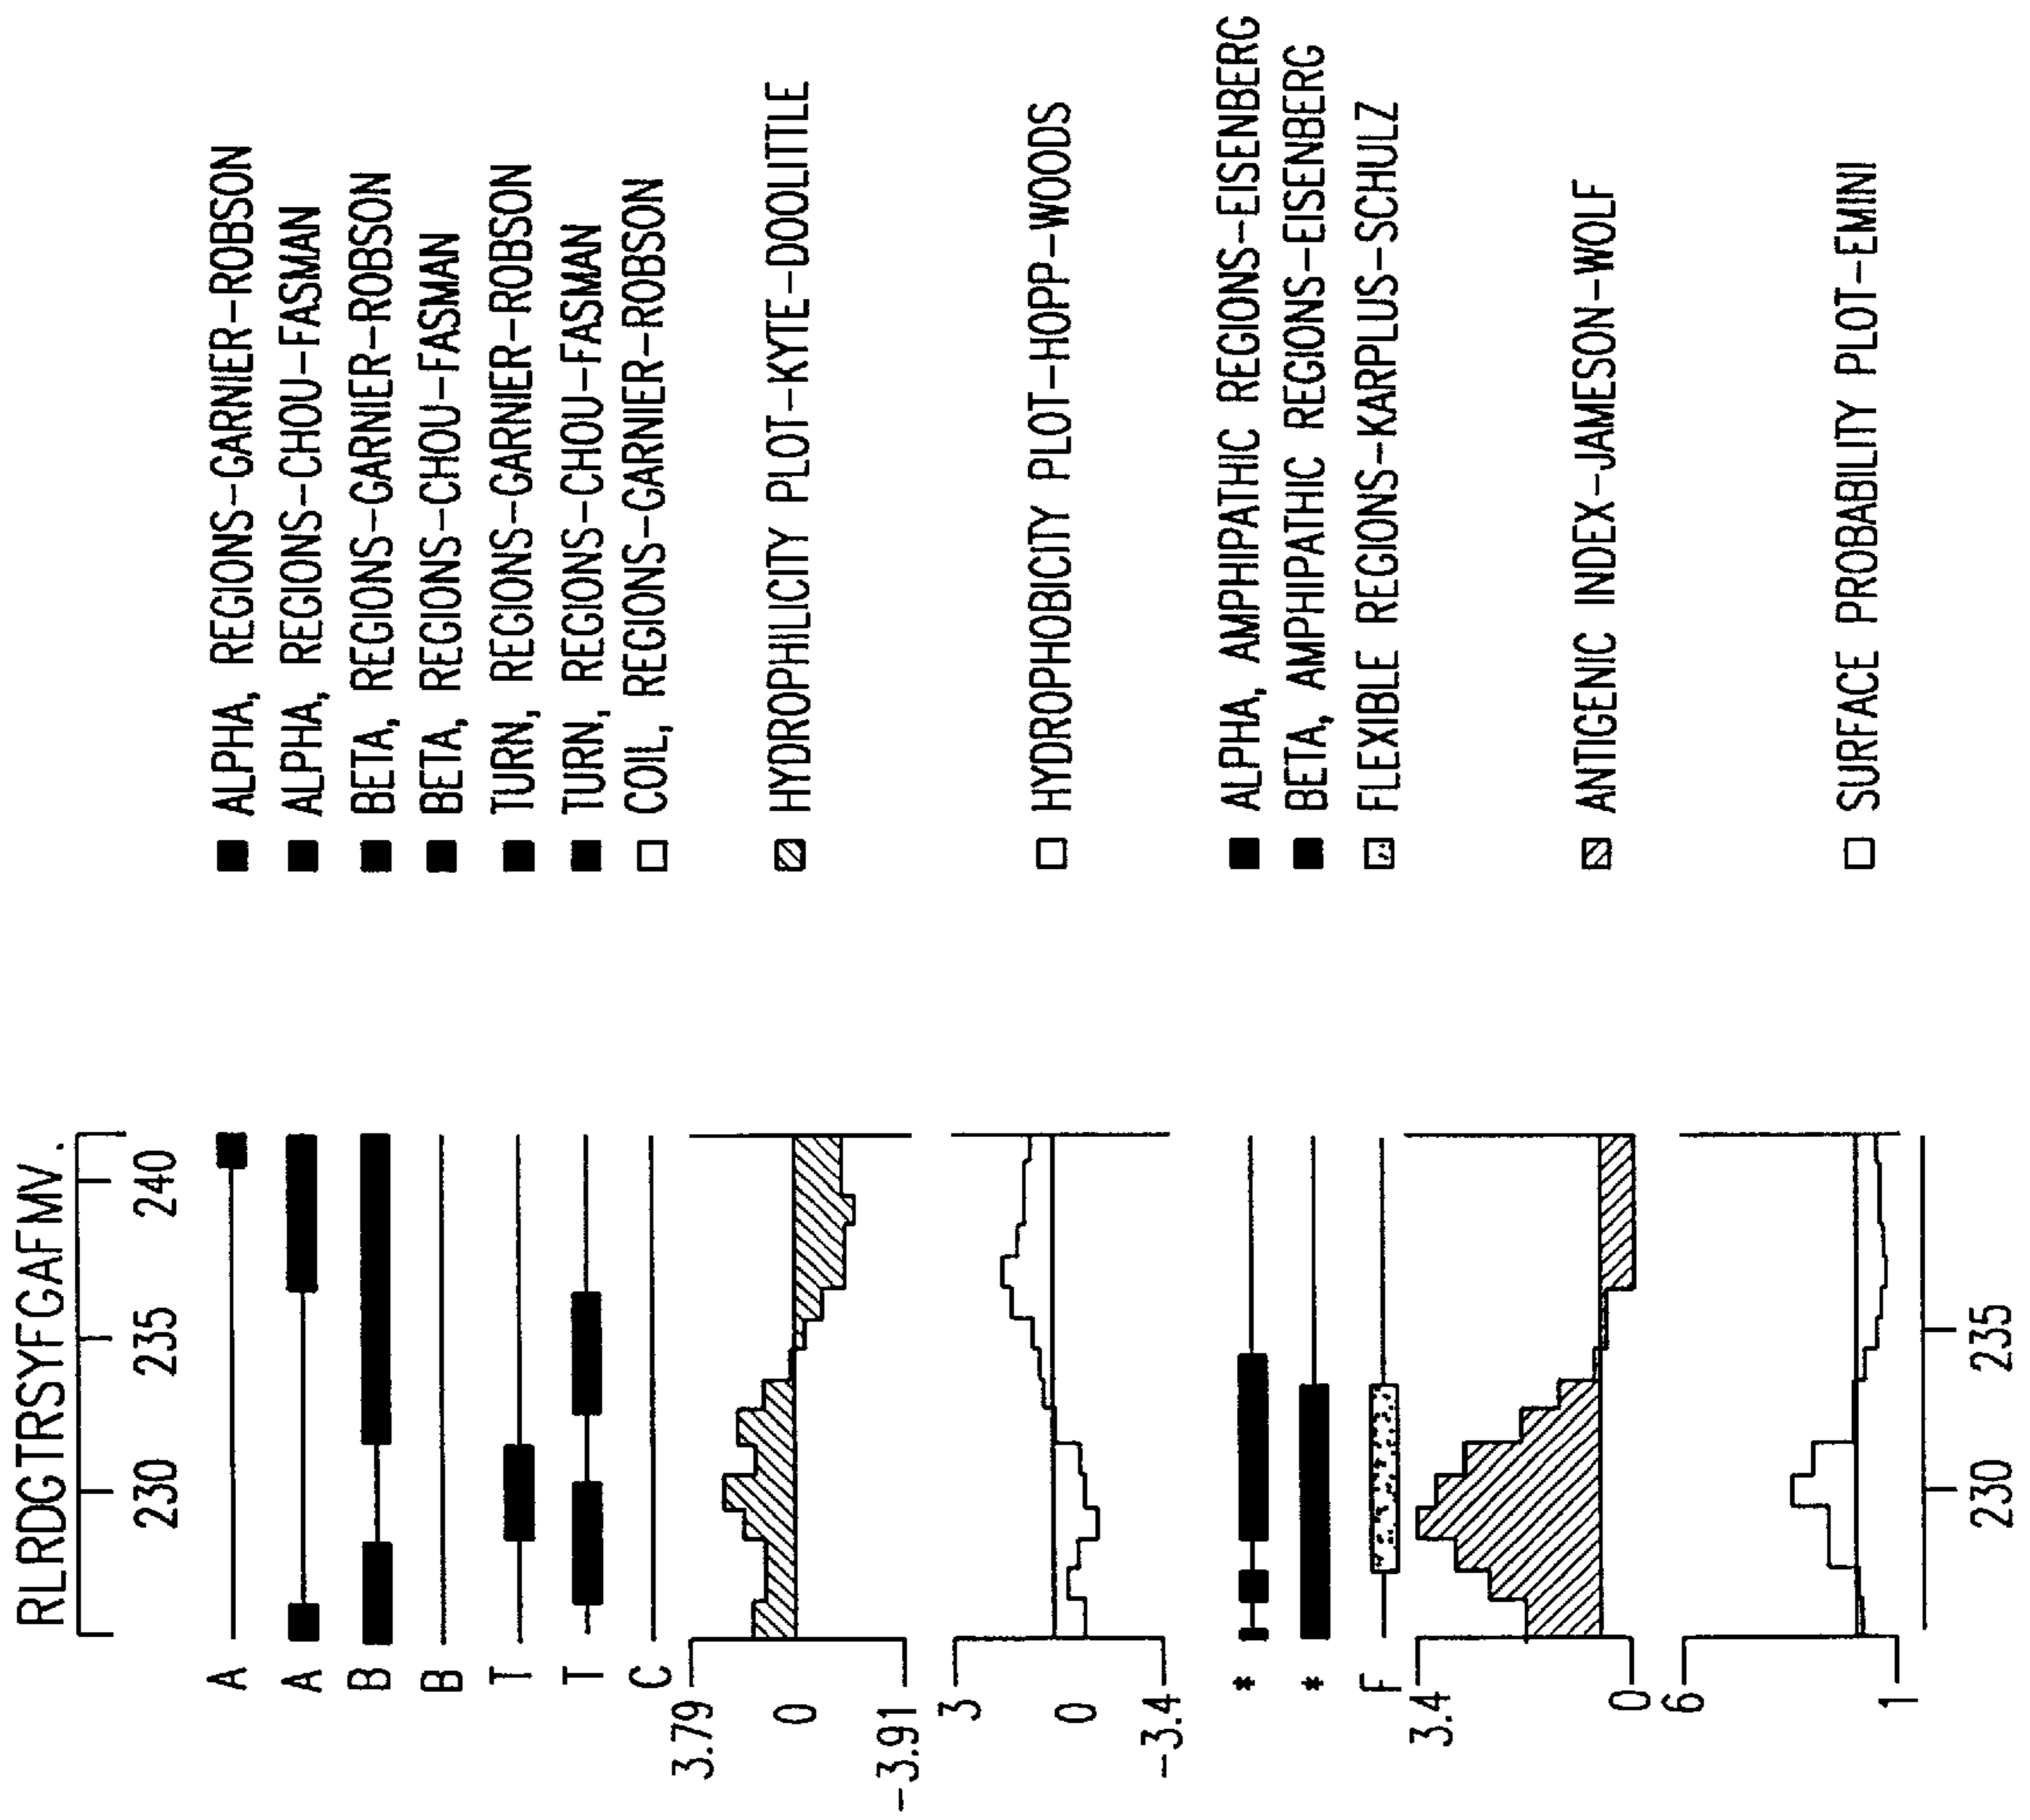 RLRDGTRSYFGAFMV.
230 235 240
A ■ ALPHA, REGIONS-GARNIER-ROBSON
A ■ ALPHA, REGIONS-CHOU-FASMAN
B ■ BETA, REGIONS-GARNIER-ROBSON
B ■ BETA, REGIONS-CHOU-FASMAN
T ■ TURN, REGIONS-GARNIER-ROBSON
T ■ TURN, REGIONS-CHOU-FASMAN
C □ COIL, REGIONS-GARNIER-ROBSON
3.79
0
-3.91
HYDROPHILICITY PLOT-KYTE-DOOLITTLE
3
0
-3.4
□ HYDROPHOBICITY PLOT-HOPP-WOODS
* ■ ALPHA, AMPHIPATHIC REGIONS-EISENBERG
* ■ BETA, AMPHIPATHIC REGIONS-EISENBERG
F FLEXIBLE REGIONS-KARPLUS-SCHULZ
3.4
0
ANTIGENIC INDEX-JAMESON-WOLF
6
1
□ SURFACE PROBABILITY PLOT-EMINI
230 235